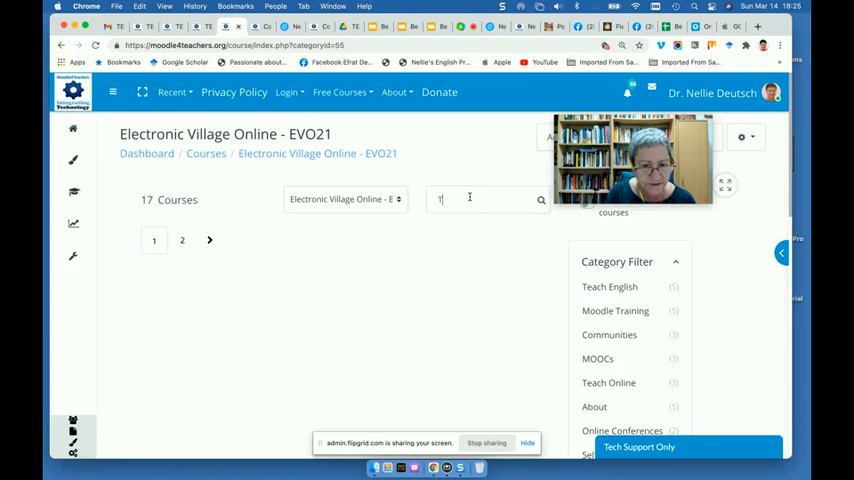 Chrome File Edit View History Bookmarks People Tab Window Help
Sun Mar 14 18:25
https://moodle4teachers.org/course/index.php?categoryid=55
Apps Bookmarks Google Scholar Passionate about... Facebook Efrat De... Nellie's English Pr... Apple YouTube Imported From Sa... Imported From Sa...
Recent Privacy Policy Login Free Courses About Donate
Dr. Nellie Deutsch
MoodleTeachers
Integrating
Technology
Electronic Village Online - EVO21
Dashboard / Courses / Electronic Village Online - EVO21
17 Courses
Electronic Village Online - E
T
courses
1 2
Category Filter
Teach English (5)
Moodle Training (5)
Communities (3)
MOOCs (3)
Teach Online (3)
About (5)
Online Conferences (2)
Tech Support Only
admin.flipgrid.com is sharing your screen. Stop sharing Hide